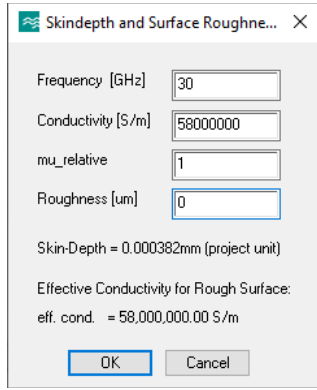 Skindepth and Surface Roughne...
Frequency [GHz] 30
Conductivity [S/m] 58000000
mu_relative 1
Roughness [um] 0
Skin-Depth = 0.000382mm (project unit)
Effective Conductivity for Rough Surface:
eff. cond. = 58,000,000.00 S/m
OK Cancel